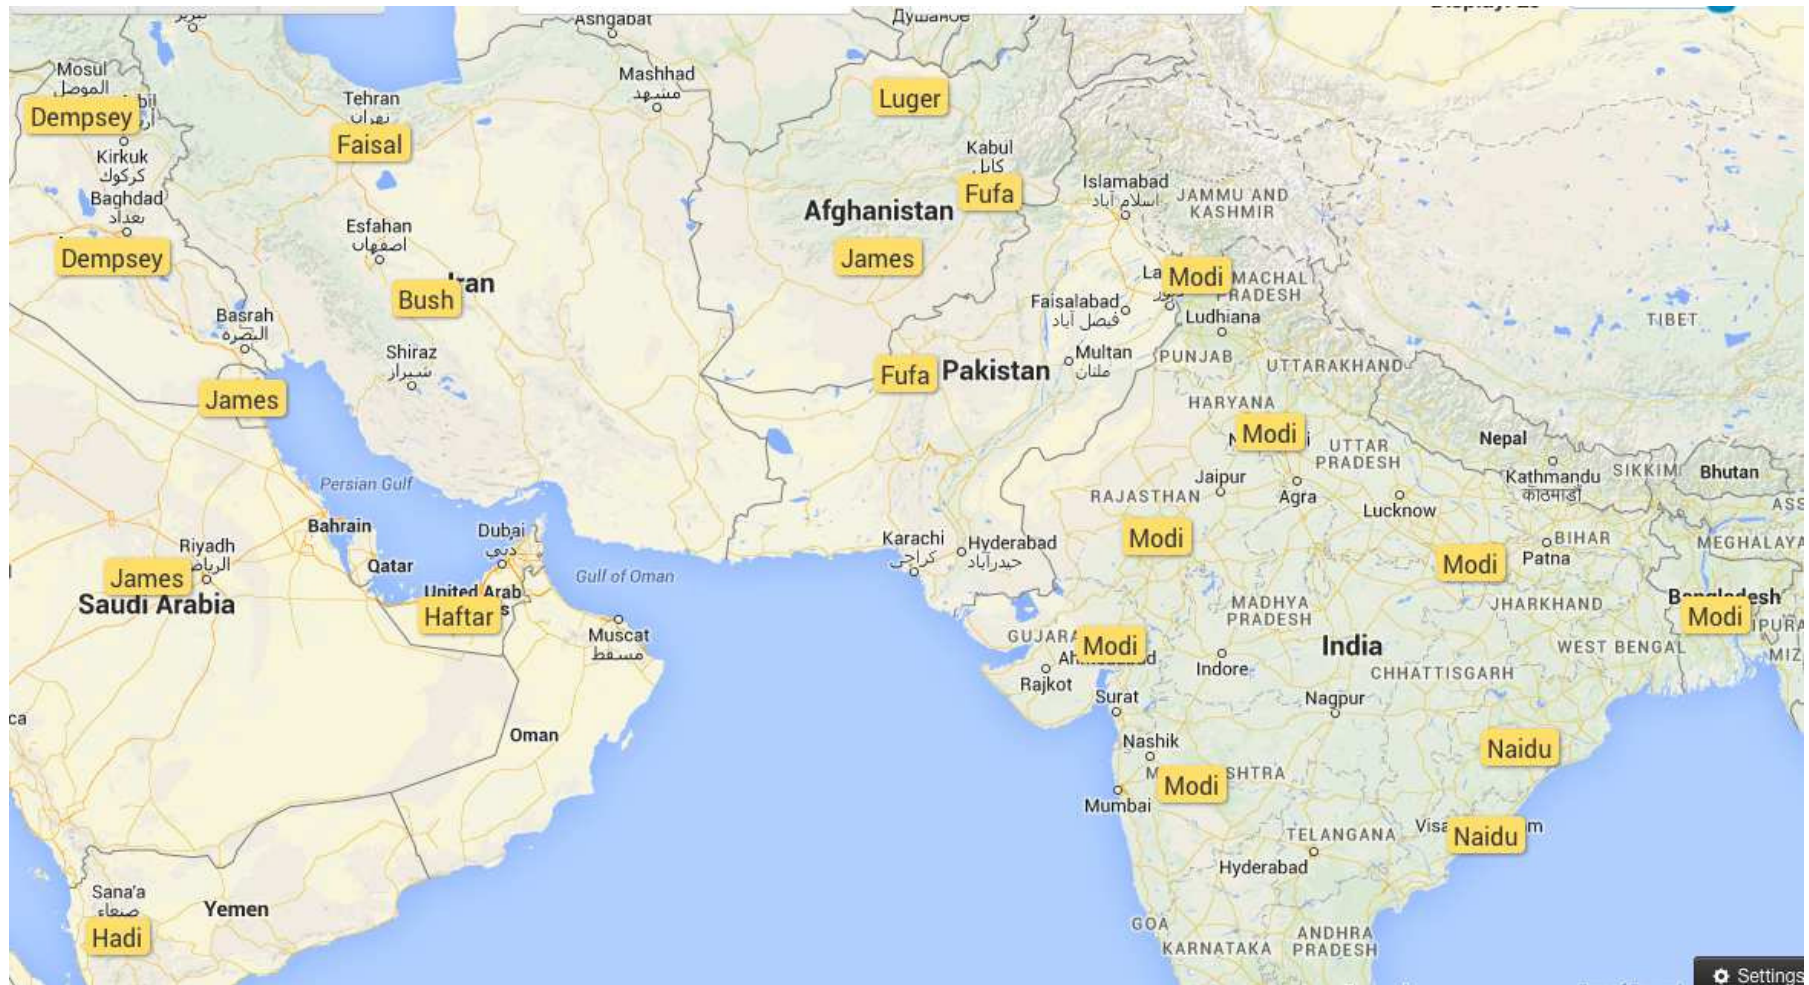 Ashgabat
Душанбе
Mosul
الموصل
Dempsey
Tehran
تهران
Faisal
Mashhad
مشهد
Luger
Kirkuk
كركوك
Baghdad
بغداد
Dempsey
Esfahan
اصفهان
Kabul
کابل
Fufa
Islamabad
اسلام آباد
JAMMU AND
KASHMIR
Afghanistan
James
Bush
Modi
Faisalabad
فیصل آباد
Ludhiana
TIBET
Basrah
البصره
Shiraz
شیراز
James
Fufa
Pakistan
Multan
ملتان
PUNJAB
UTTARAKHAND
HARYANA
Modi
UTTAR
PRADESH
Nepal
Kathmandu
काठमाडौं
SIKKIM
Bhutan
Persian Gulf
Jaipur
RAJASTHAN
Agra
Lucknow
Bahrain
Qatar
Dubai
دبي
Riyadh
الرياض
James
Saudi Arabia
United Arab
Haftar
Gulf of Oman
Muscat
مسقط
Karachi
کراچی
Hyderabad
حیدرآباد
Modi
Modi
BIHAR
Patna
MEGHALAYA
Bangladesh
Modi
MADHYA
PRADESH
JHARKHAND
India
WEST BENGAL
CHHATTISGARH
Modi
Rajkot
Indore
Surat
Nagpur
Oman
Nashik
Naidu
Modi
Mumbai
TELANGANA
Naidu
Hyderabad
Sana'a
صنعاء
Yemen
Hadi
GOA
KARNATAKA
ANDHRA
PRADESH
Settings